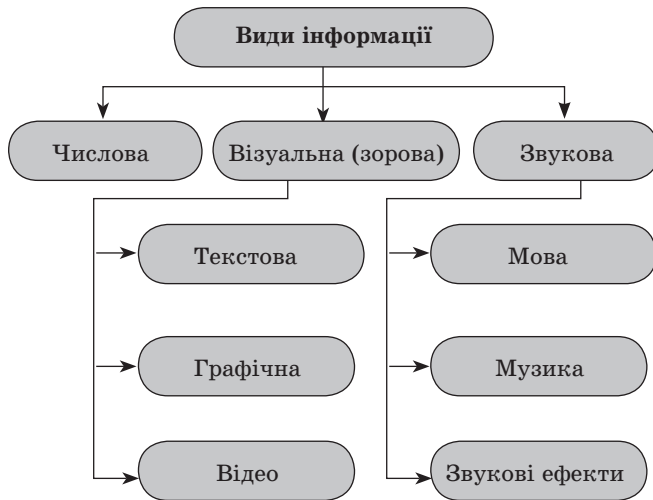 Види інформації
Числова
Візуальна (зорова)
Звукова
Текстова
Графічна
Відео
Мова
Музика
Звукові ефекти